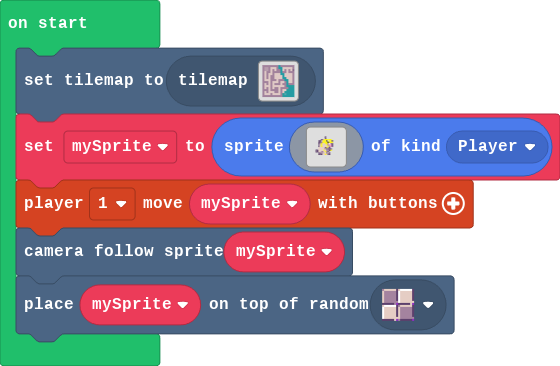 on start
set tilemap to tilemap
set mySprite to sprite of kind Player
player 1 move mySprite with buttons
camera follow sprite mySprite
place mySprite on top of random